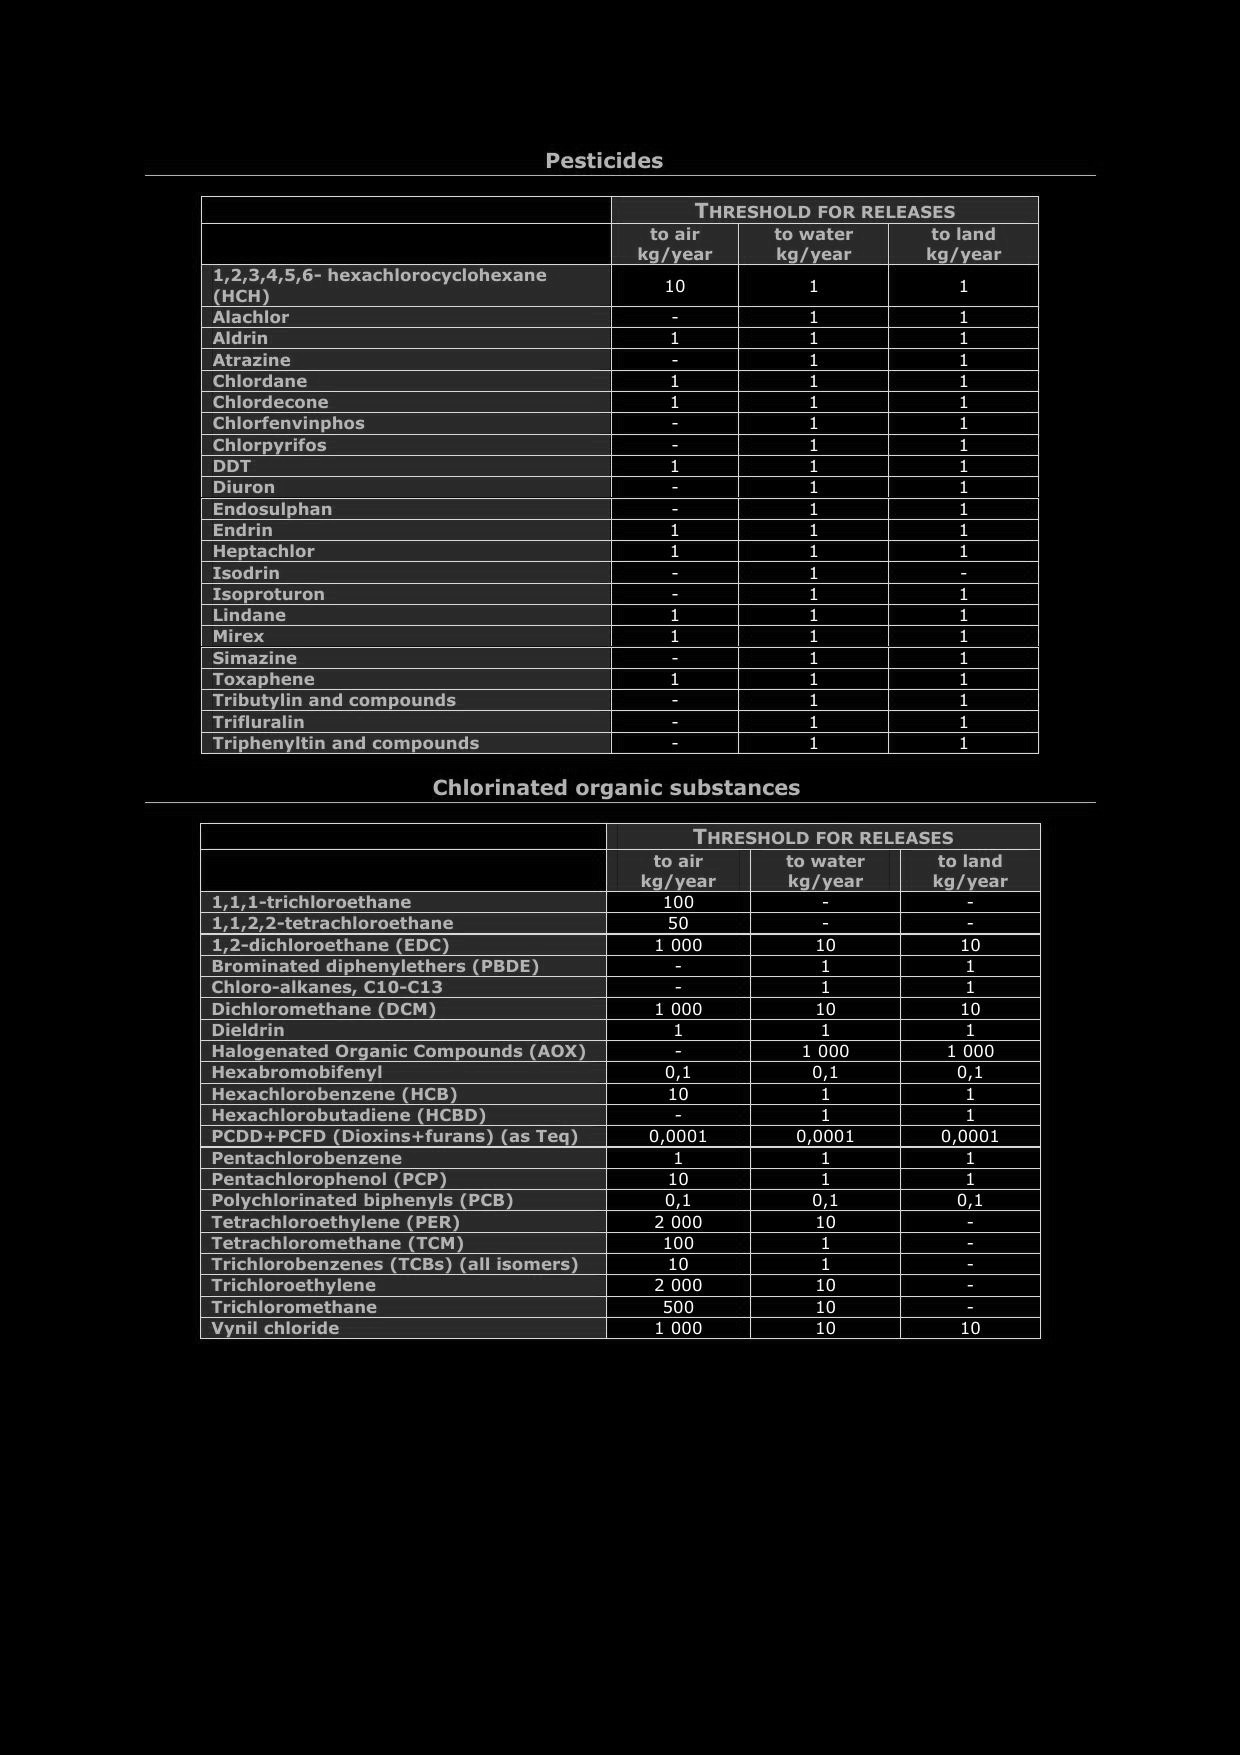 Pesticides
THRESHOLD FOR RELEASES
to air kg/year to water kg/year to land kg/year
1,2,3,4,5,6- hexachlorocyclohexane (HCH) 10 1 1
Alachlor - 1 1
Aldrin 1 1 1
Atrazine - 1 1
Chlordane 1 1 1
Chlordecone 1 1 1
Chlorfenvinphos - 1 1
Chlorpyrifos - 1 1
DDT 1 1 1
Diuron - 1 1
Endosulphan - 1 1
Endrin 1 1 1
Heptachlor 1 1 1
Isodrin - 1 -
Isoproturon - 1 1
Lindane 1 1 1
Mirex 1 1 1
Simazine - 1 1
Toxaphene 1 1 1
Tributylin and compounds - 1 1
Trifluralin - 1 1
Triphenyltin and compounds - 1 1
Chlorinated organic substances
THRESHOLD FOR RELEASES
to air kg/year to water kg/year to land kg/year
1,1,1-trichloroethane 100 - -
1,1,2,2-tetrachloroethane 50 - -
1,2-dichloroethane (EDC) 1 000 10 10
Brominated diphenylethers (PBDE) - 1 1
Chloro-alkanes, C10-C13 - 1 1
Dichloromethane (DCM) 1 000 10 10
Dieldrin 1 1 1
Halogenated Organic Compounds (AOX) - 1 000 1 000
Hexabromobifenyl 0,1 0,1 0,1
Hexachlorobenzene (HCB) 10 1 1
Hexachlorobutadiene (HCBD) - 1 1
PCDD+PCFD (Dioxins+furans) (as Teq) 0,0001 0,0001 0,0001
Pentachlorobenzene 1 1 1
Pentachlorophenol (PCP) 10 1 1
Polychlorinated biphenyls (PCB) 0,1 0,1 0,1
Tetrachloroethylene (PER) 2 000 10 -
Tetrachloromethane (TCM) 100 1 -
Trichlorobenzenes (TCBs) (all isomers) 10 1 -
Trichloroethylene 2 000 10 -
Trichloromethane 500 10 -
Vynil chloride 1 000 10 10